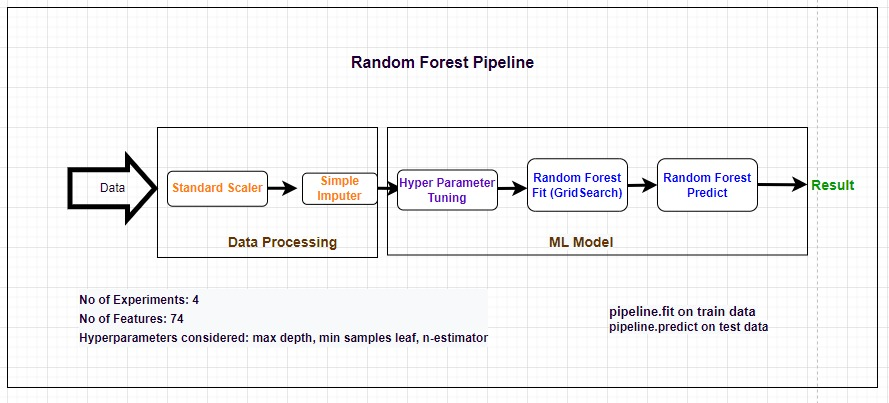 Random Forest Pipeline
Data
Standard Scaler
Simple
Imputer
Hyper Parameter
Tuning
Random Forest
Fit (GridSearch)
Random Forest
Predict
Result
Data Processing
ML Model
No of Experiments: 4
No of Features: 74
Hyperparameters considered: max depth, min samples leaf, n-estimator
pipeline.fit on train data
pipeline.predict on test data